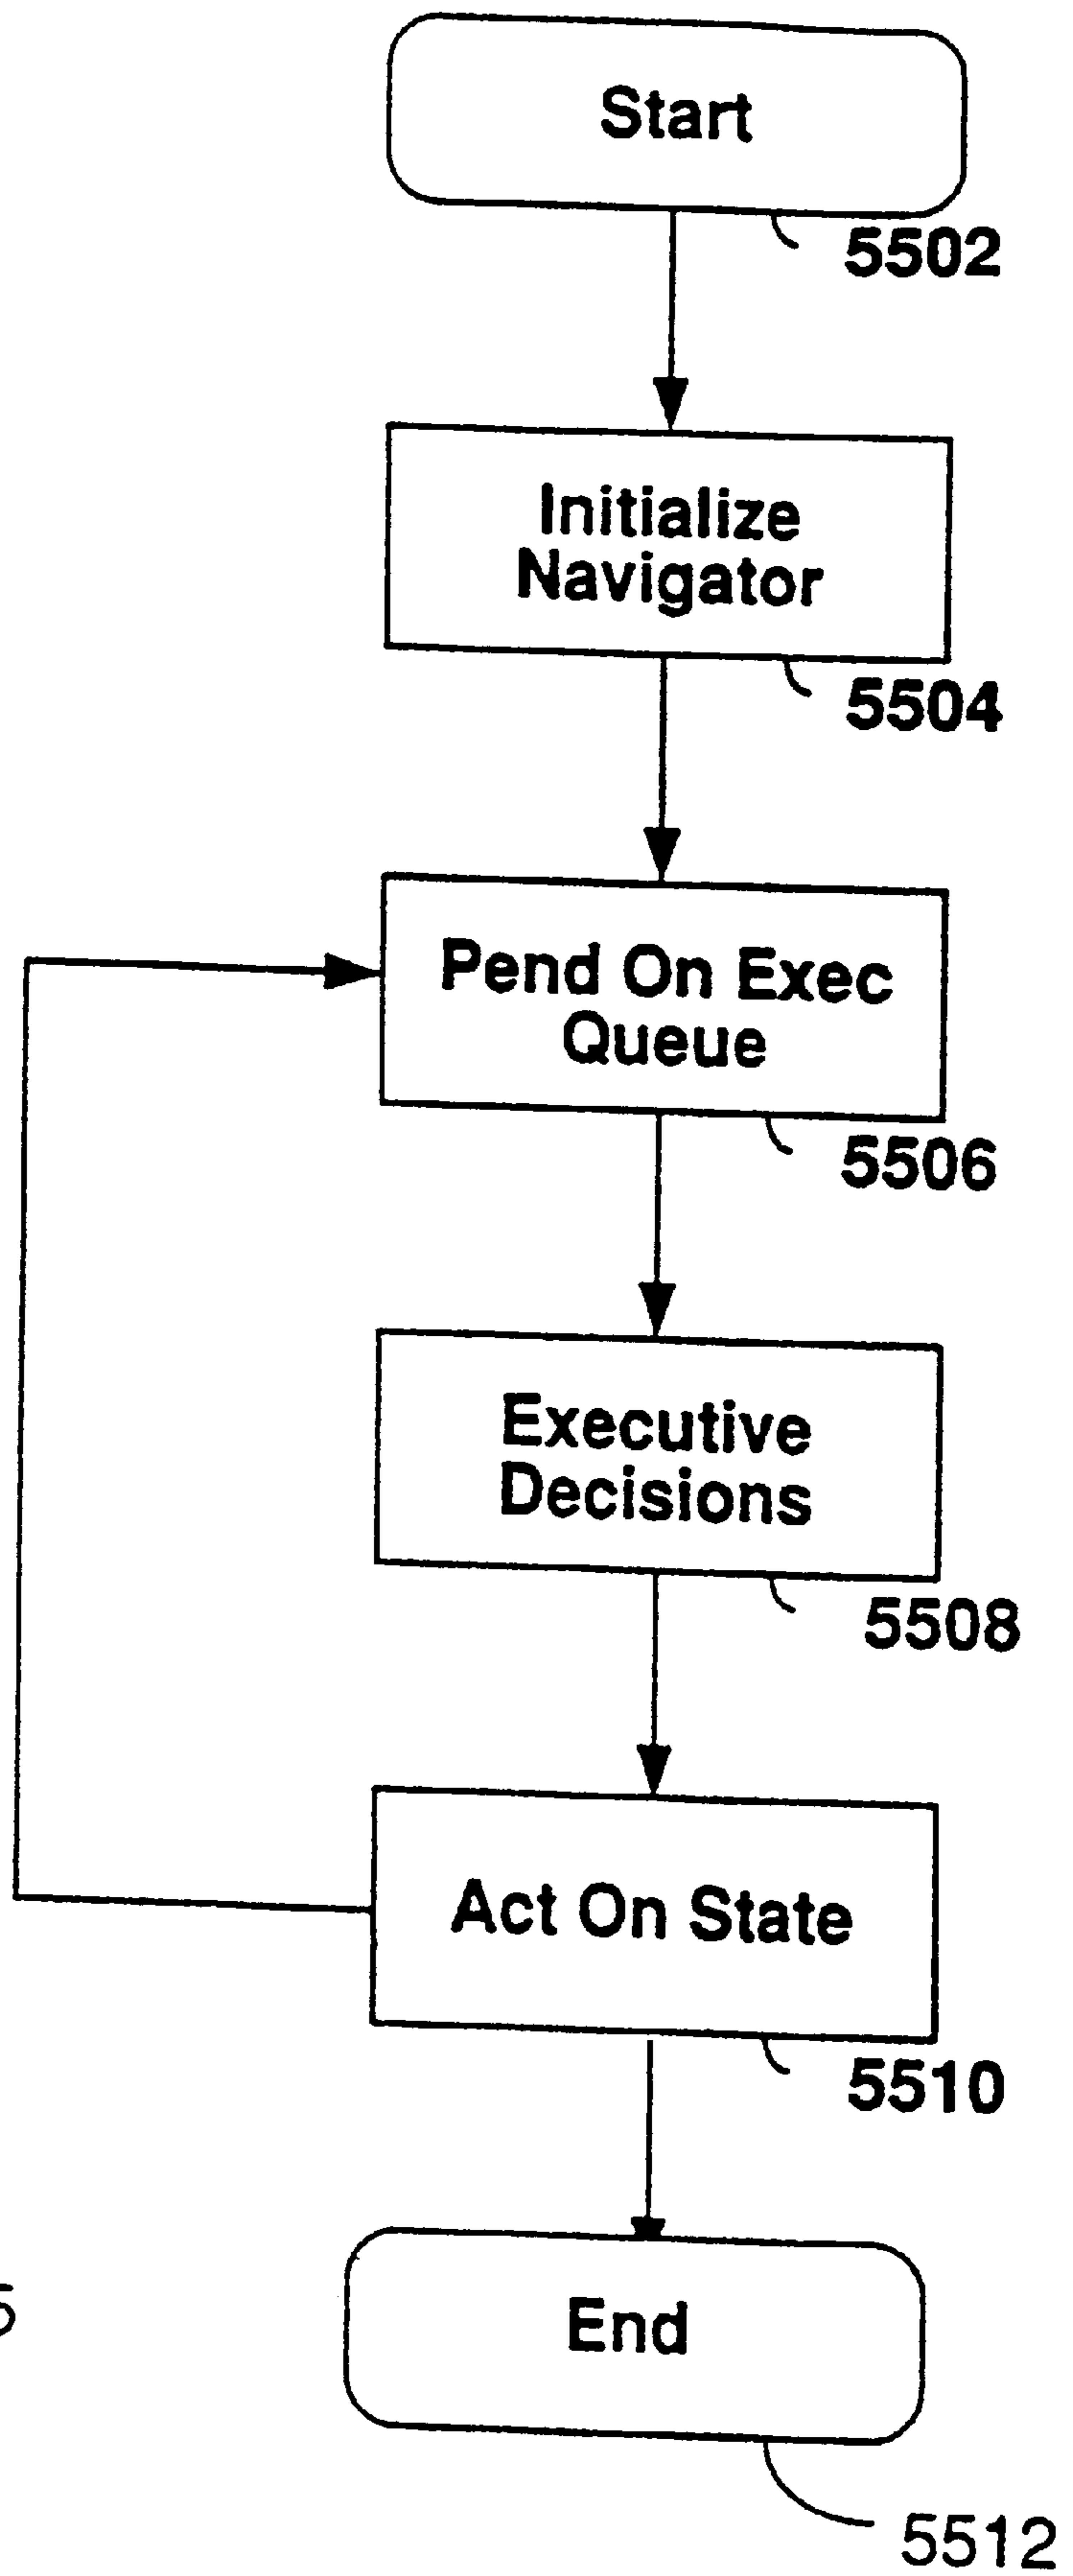 Start
5502
Initialize
Navigator
5504
Pend On Exec
Queue
5506
Executive
Decisions
5508
Act On State
5510
End
5512